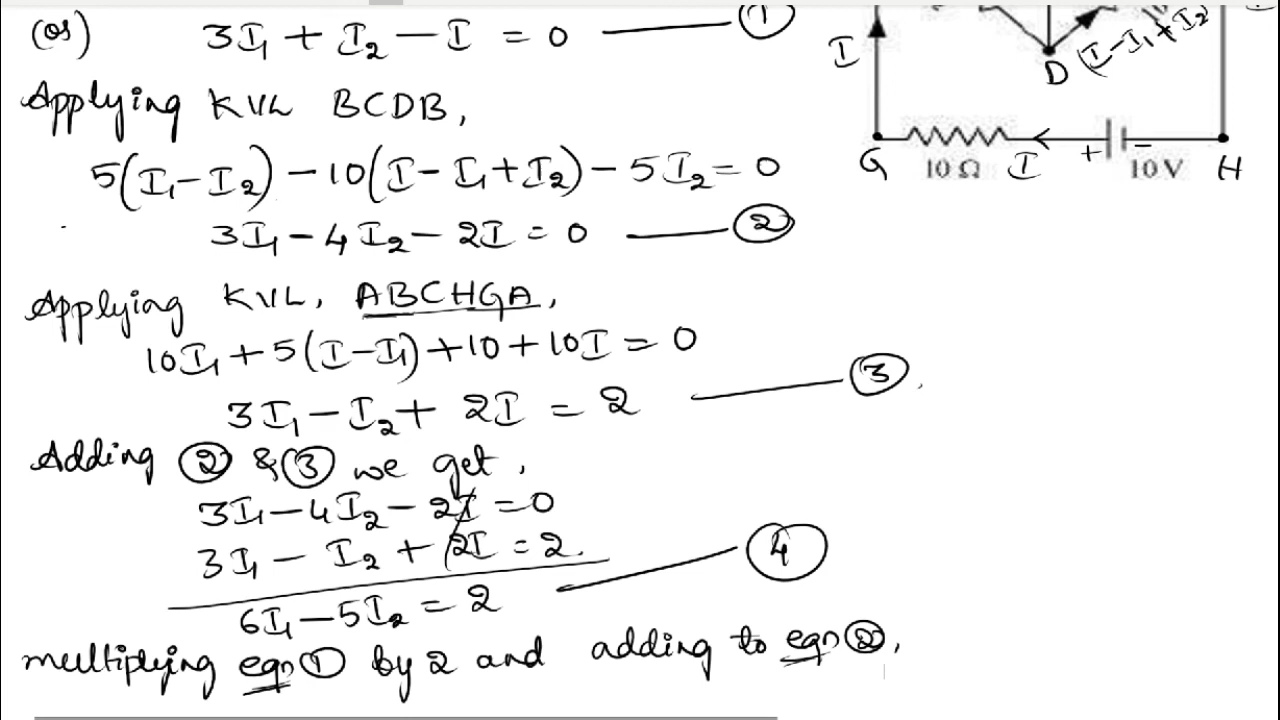 (or) 3I₁ + I₂ − I = 0 —— ①
Applying KVL BCDB,
5(I₁−I₂) − 10(I − I₁ + I₂) − 5I₂ = 0
3I₁ − 4I₂ − 2I = 0 —— ②
Applying KVL, ABCHGA,
10I₁ + 5(I−I₁) + 10 + 10I = 0
3I₁ − I₂ + 2I = 2 —— ③
Adding ② & ③ we get,
3I₁ − 4I₂ − 2I = 0
3I₁ − I₂ + 2I = 2
6I₁ − 5I₂ = 2 —— ④
multiplying eqn ① by 2 and adding to eqn ②,
I
D
(I−I₁+I₂)
G
10 Ω
I
+
−
10 V
H